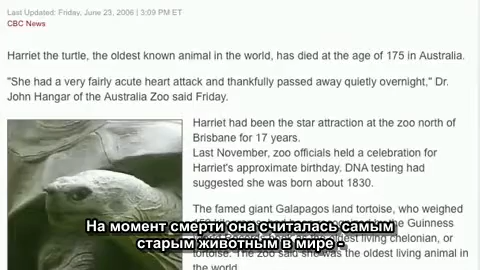 Last Updated: Friday, June 23, 2006 | 3:09 PM ET
CBC News
Harriet the turtle, the oldest known animal in the world, has died at the age of 175 in Australia.
"She had a very fairly acute heart attack and thankfully passed away quietly overnight," Dr.
John Hangar of the Australia Zoo said Friday.
Harriet had been the star attraction at the zoo north of
Brisbane for 17 years.
Last November, zoo officials held a celebration for
Harriet's approximate birthday. DNA testing had
suggested she was born about 1830.
The famed giant Galapagos land tortoise, who weighed
Guinness
На момент смерти она считалась самым
oldest living chelonian, or
старым животным в мире -
tortoise. The zoo said she was the oldest living animal in
the world.